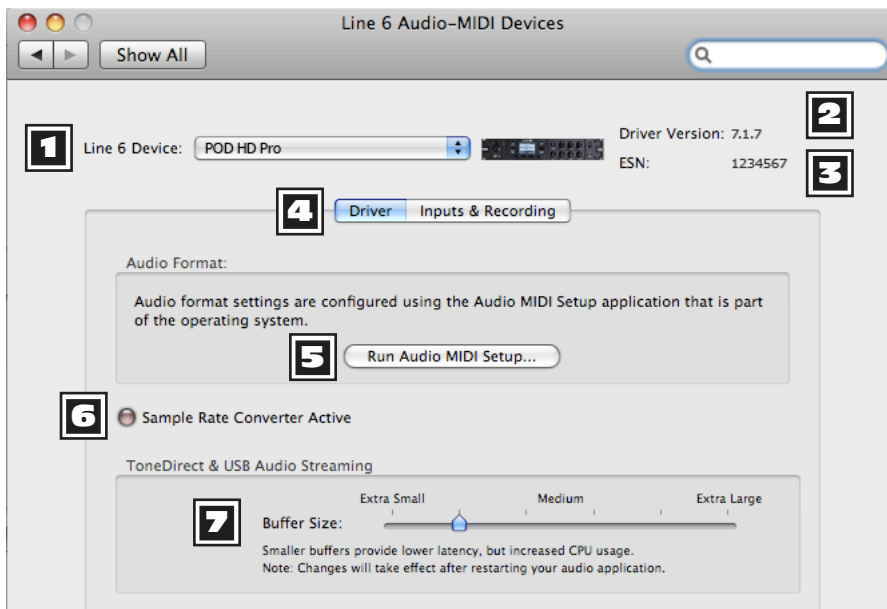 Line 6 Audio-MIDI Devices
Show All
2
1 Line 6 Device: POD HD Pro Driver Version: 7.1.7
ESN: 1234567 3
4 Driver Inputs & Recording
Audio Format:
Audio format settings are configured using the Audio MIDI Setup application that is part
of the operating system.
5 Run Audio MIDI Setup...
6 Sample Rate Converter Active
ToneDirect & USB Audio Streaming
Extra Small Medium Extra Large
7 Buffer Size:
Smaller buffers provide lower latency, but increased CPU usage.
Note: Changes will take effect after restarting your audio application.